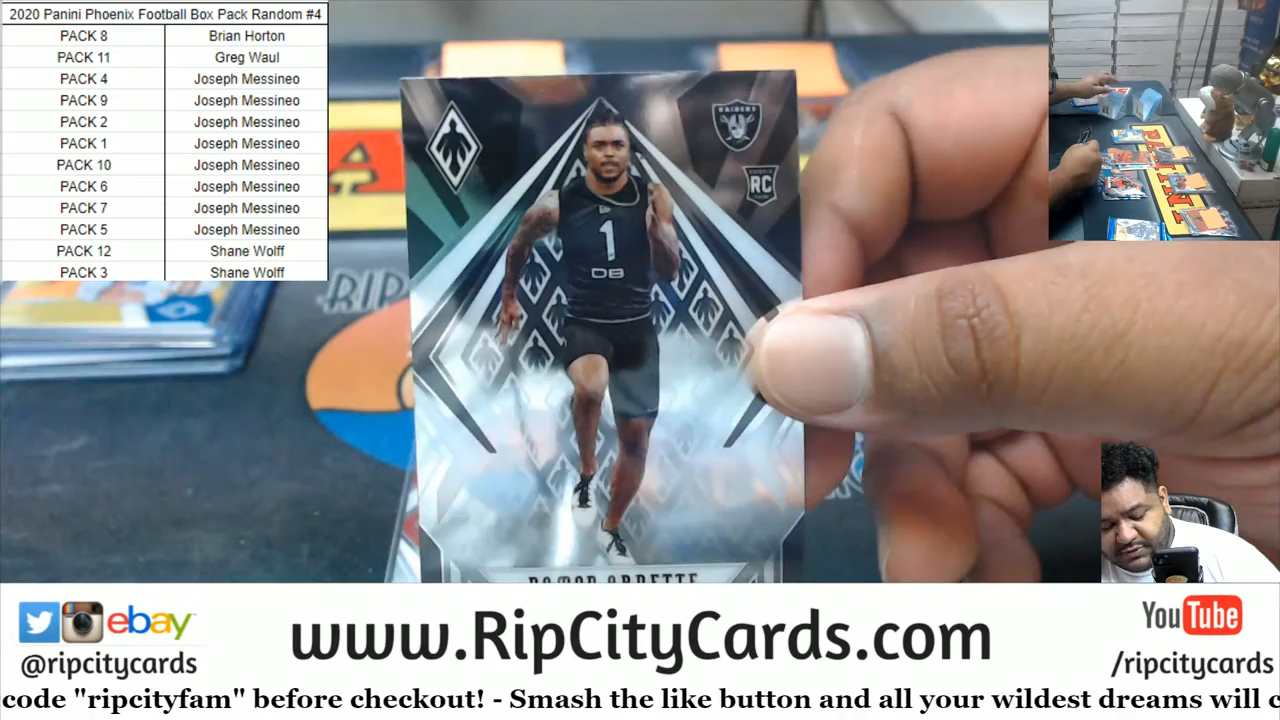 2020 Panini Phoenix Football Box Pack Random #4
PACK 8 Brian Horton
PACK 11 Greg Waul
PACK 4 Joseph Messineo
PACK 9 Joseph Messineo
PACK 2 Joseph Messineo
PACK 1 Joseph Messineo
PACK 10 Joseph Messineo
PACK 6 Joseph Messineo
PACK 7 Joseph Messineo
PACK 5 Joseph Messineo
PACK 12 Shane Wolff
PACK 3 Shane Wolff
RAIDERS
RC
1
DB
RIP
PANINI
ebay
@ripcitycards
www.RipCityCards.com
YouTube
/ripcitycards
code "ripcityfam" before checkout! - Smash the like button and all your wildest dreams will c